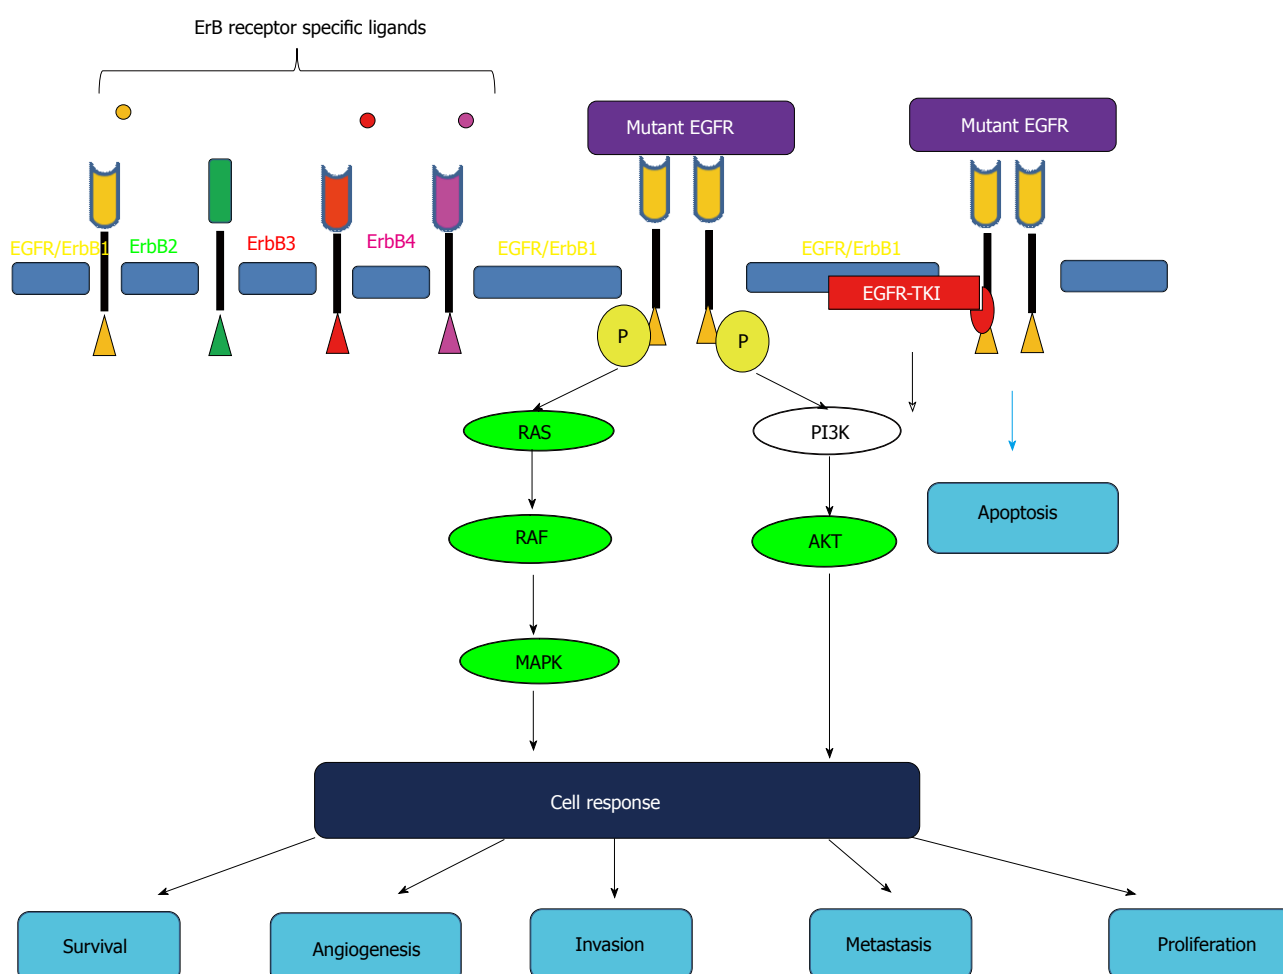 ErB receptor specific ligands
Mutant EGFR
Mutant EGFR
EGFR/ErbB1
ErbB2
ErbB3
ErbB4
EGFR/ErbB1
EGFR/ErbB1
EGFR-TKI
P
P
RAS
PI3K
Apoptosis
RAF
AKT
MAPK
Cell response
Survival
Angiogenesis
Invasion
Metastasis
Proliferation